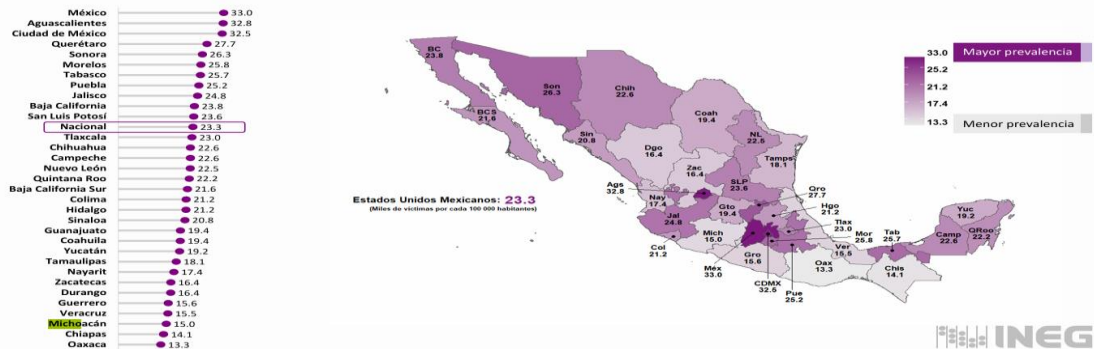 México 33.0
Aguascalientes 32.8
Ciudad de México 32.5
Querétaro 27.7
Sonora 26.3
Morelos 25.8
Tabasco 25.7
Puebla 25.2
Jalisco 24.8
Baja California 23.8
San Luis Potosí 23.6
Nacional 23.3
Tlaxcala 23.0
Chihuahua 22.6
Campeche 22.6
Nuevo León 22.5
Quintana Roo 22.2
Baja California Sur 21.6
Colima 21.2
Hidalgo 21.2
Sinaloa 20.8
Guanajuato 19.4
Coahuila 19.4
Yucatán 19.2
Tamaulipas 18.1
Nayarit 17.4
Zacatecas 16.4
Durango 16.4
Guerrero 15.6
Veracruz 15.5
Michoacán 15.0
Chiapas 14.1
Oaxaca 13.3
BC
23.8
Son
26.3
Chih
22.6
BCS
21.6
Coah
19.4
NL
22.5
Sin
20.8
Dgo
16.4
Tamps
18.1
Zac
16.4
SLP
23.6
Ags
32.8
Nay
17.4
Gto
19.4
Qro
27.7
Hgo
21.2
Jal
24.8
Tlax
23.0
Col
21.2
Mich
15.0
Mor
25.8
Tab
25.7
Yuc
19.2
Camp
22.6
QRoo
22.2
Ver
15.5
Méx
33.0
Gro
15.6
CDMX
32.5
Pue
25.2
Oax
13.3
Chis
14.1
Estados Unidos Mexicanos: 23.3
(Miles de víctimas por cada 100 000 habitantes)
33.0 Mayor prevalencia
25.2
21.2
17.4
13.3 Menor prevalencia
INEG